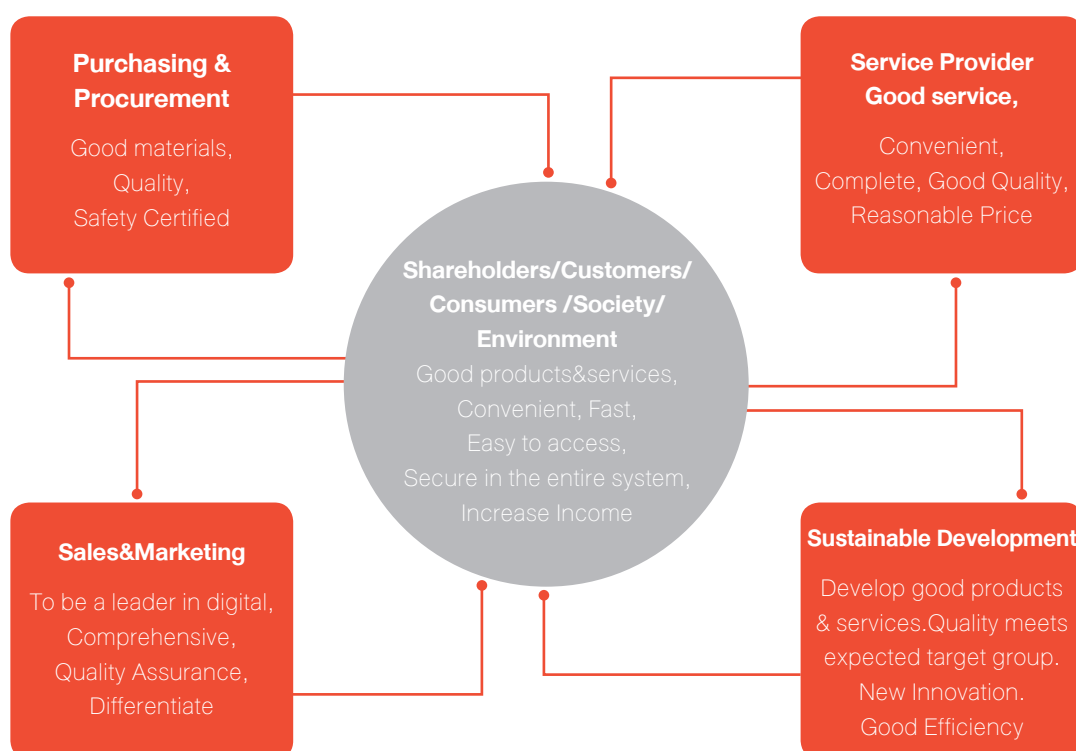 Purchasing &
Procurement
Good materials,
Quality,
Safety Certified
Service Provider
Good service,
Convenient,
Complete, Good Quality,
Reasonable Price
Shareholders/Customers/
Consumers /Society/
Environment
Good products&services,
Convenient, Fast,
Easy to access,
Secure in the entire system,
Increase Income
Sales&Marketing
To be a leader in digital,
Comprehensive,
Quality Assurance,
Differentiate
Sustainable Development
Develop good products
& services.Quality meets
expected target group.
New Innovation.
Good Efficiency